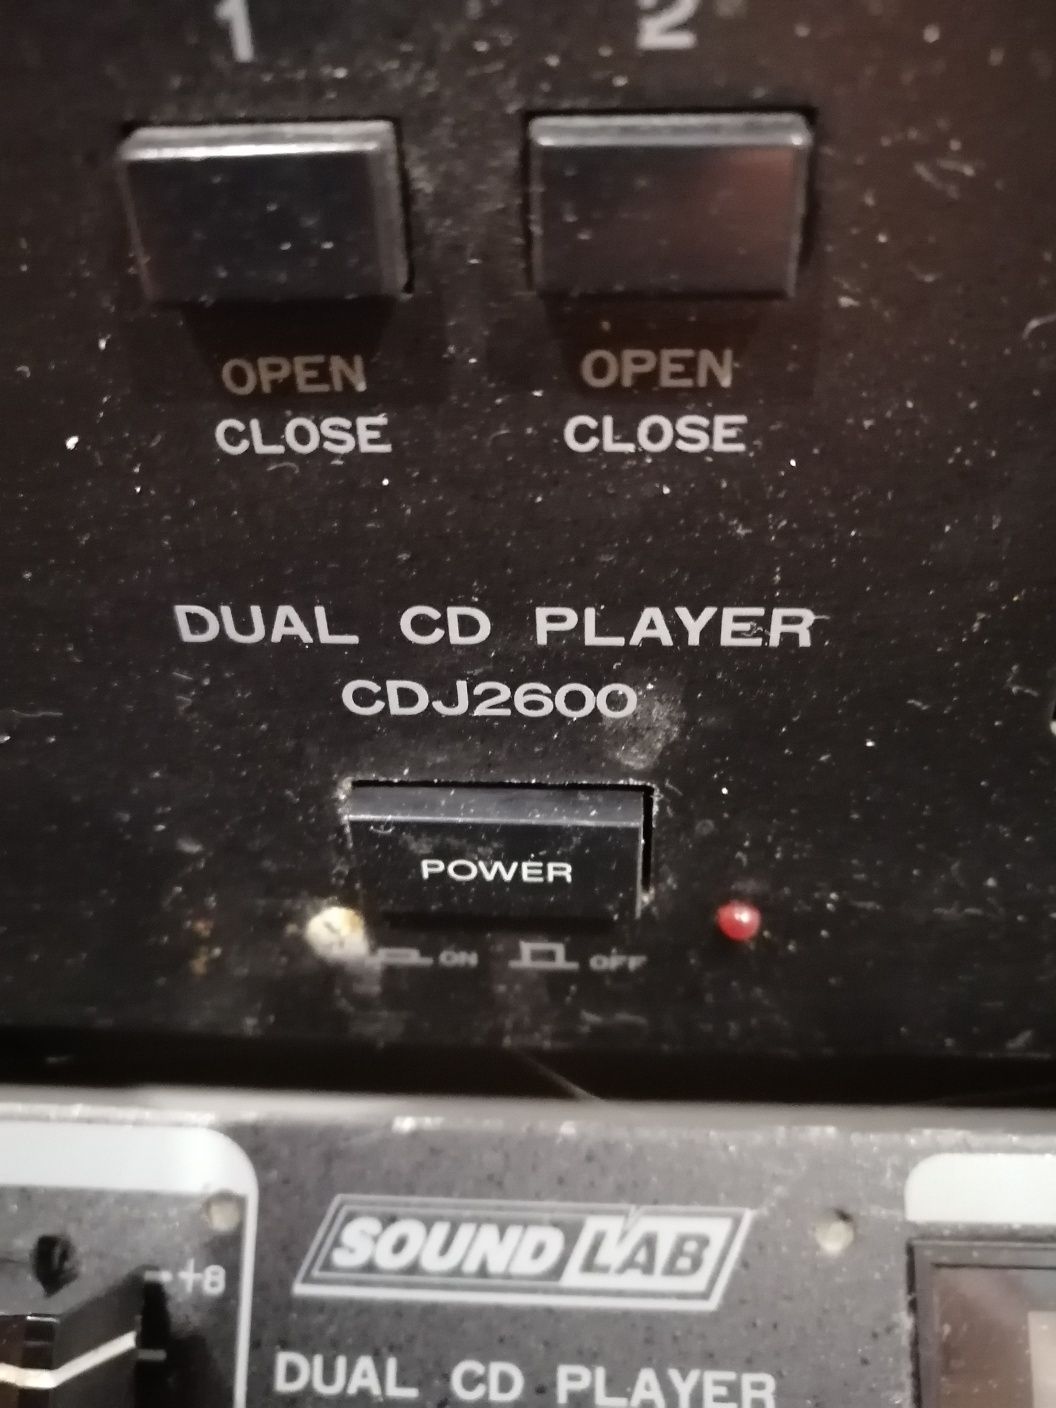 1 2
OPEN OPEN
CLOSE CLOSE
DUAL CD PLAYER
CDJ2600
POWER
ON OFF
SOUND LAB
+8
DUAL CD PLAYER